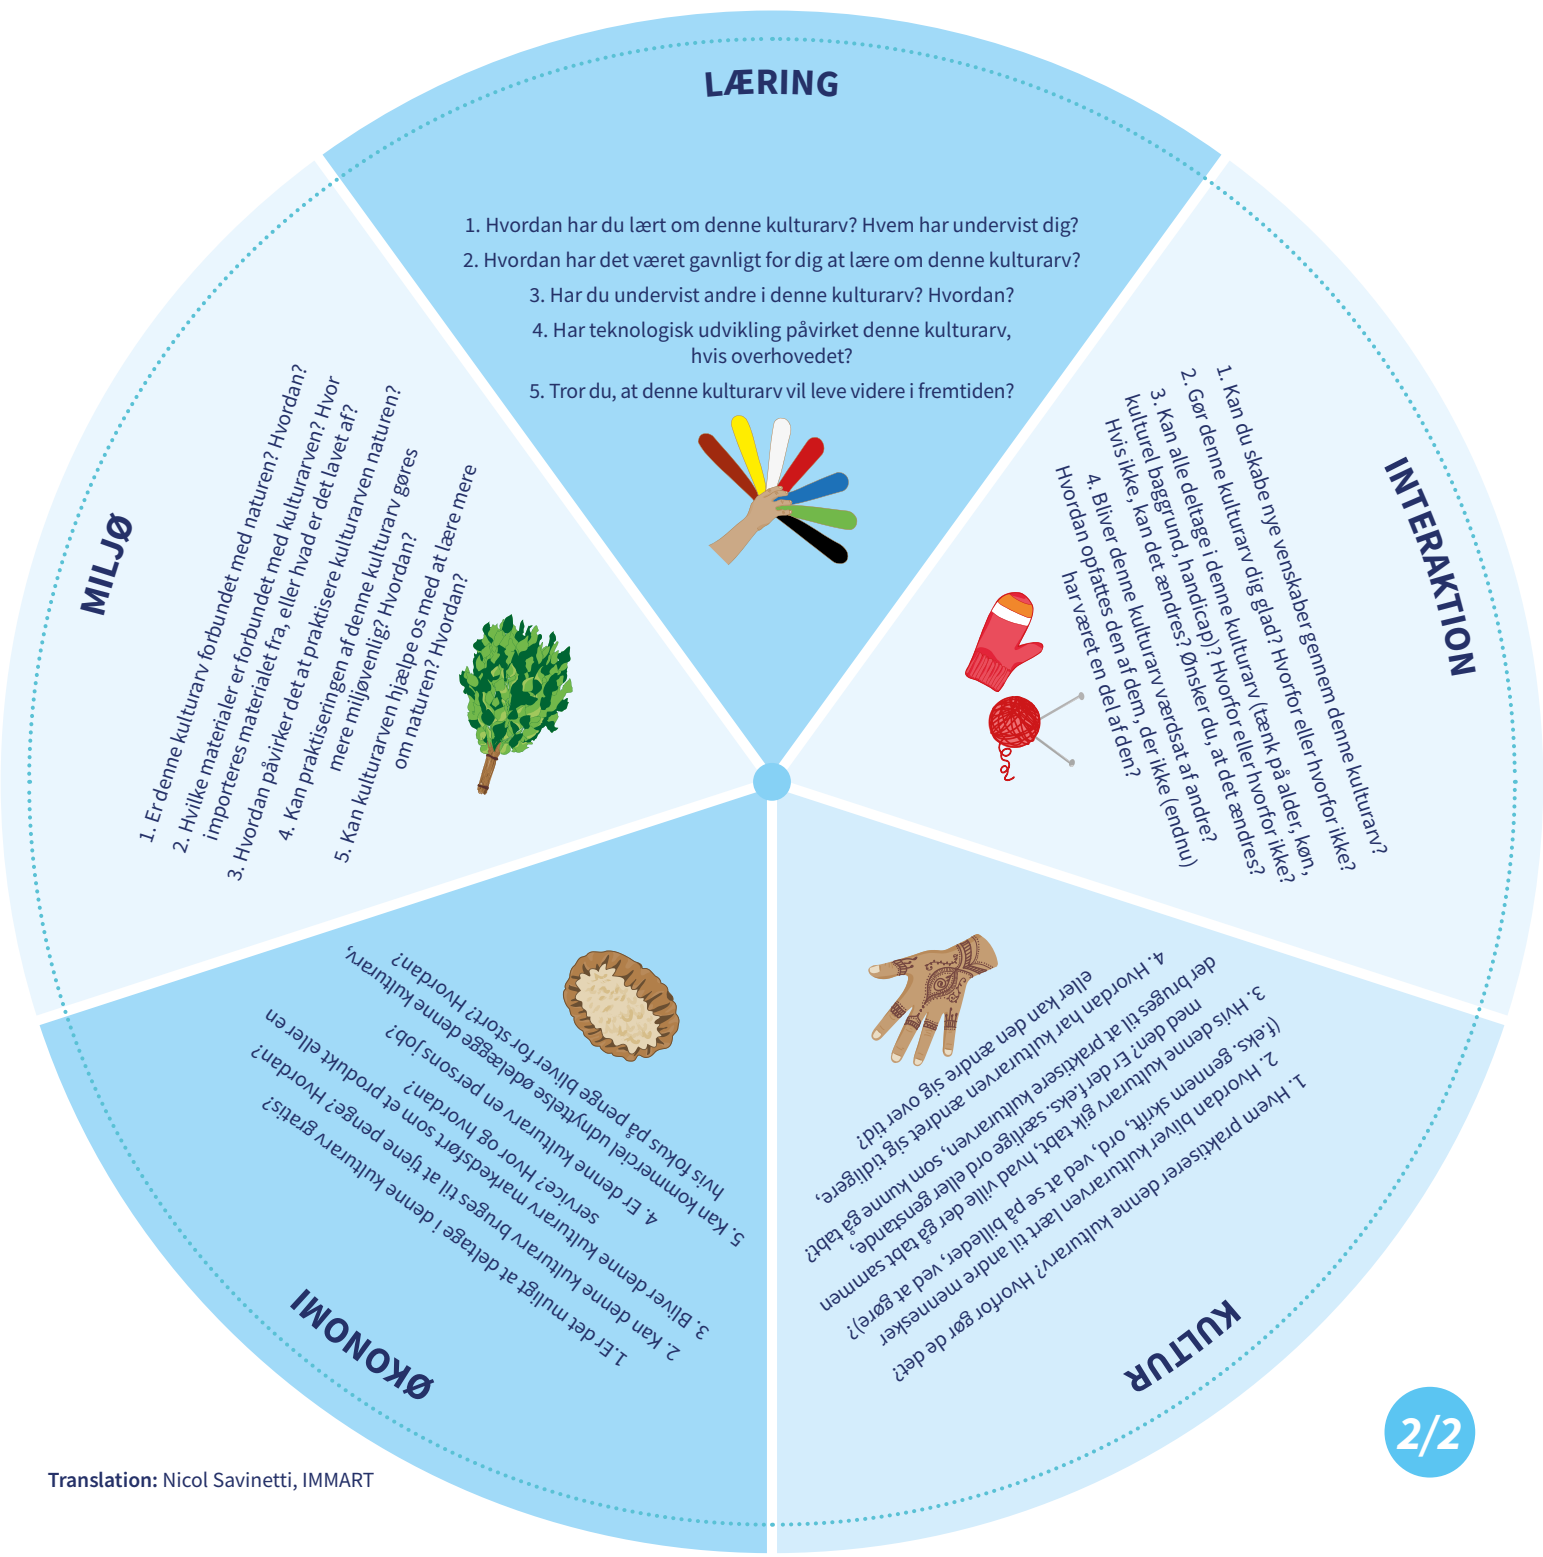 LÆRING
1. Hvordan har du lært om denne kulturarv? Hvem har undervist dig?
2. Hvordan har det været gavnligt for dig at lære om denne kulturarv?
3. Har du undervist andre i denne kulturarv? Hvordan?
4. Har teknologisk udvikling påvirket denne kulturarv,
hvis overhovedet?
5. Tror du, at denne kulturarv vil leve videre i fremtiden?
INTERAKTION
1. Kan du skabe nye venskaber gennem denne kulturarv?
2. Gør denne kulturarv dig glad? Hvorfor eller hvorfor ikke?
3. Kan alle deltage i denne kulturarv (tænk på alder, køn,
kulturel baggrund, handicap)? Hvorfor eller hvorfor ikke?
Hvis ikke, kan det ændres? Ønsker du, at det ændres?
4. Bliver denne kulturarv værdsat af andre?
Hvordan opfattes den af dem, der ikke (endnu)
har været en del af den?
KULTUR
1. Hvem praktiserer denne kulturarv? Hvorfor gør de det?
2. Hvordan bliver kulturarven lært til andre mennesker
(f.eks. gennem skrift, ord, ved at se på billeder, ved at gøre)?
3. Hvis denne kulturarv gik tabt, hvad ville der gå tabt sammen
med den? Er der f.eks. særlige ord eller genstande,
der bruges til at praktisere kulturarven, som kunne gå tabt?
4. Hvordan har kulturarven ændret sig tidligere,
eller kan den ændre sig over tid?
ØKONOMI
1.Er det muligt at deltage i denne kulturarv gratis?
2. Kan denne kulturarv bruges til at tjene penge? Hvordan?
3. Bliver denne kulturarv markedsført som et produkt eller en
service? Hvor og hvordan?
4. Er denne kulturarv en persons job?
5. Kan kommerciel udnyttelse ødelægge denne kulturarv,
hvis fokus på penge bliver for stort? Hvordan?
MILJØ
1. Er denne kulturarv forbundet med naturen? Hvordan?
2. Hvilke materialer er forbundet med kulturarven? Hvor
importeres materialet fra, eller hvad er det lavet af?
3. Hvordan påvirker det at praktisere kulturarven naturen?
4. Kan praktiseringen af denne kulturarv gøres
mere miljøvenlig? Hvordan?
5. Kan kulturarven hjælpe os med at lære mere
om naturen? Hvordan?
2/2
Translation: Nicol Savinetti, IMMART